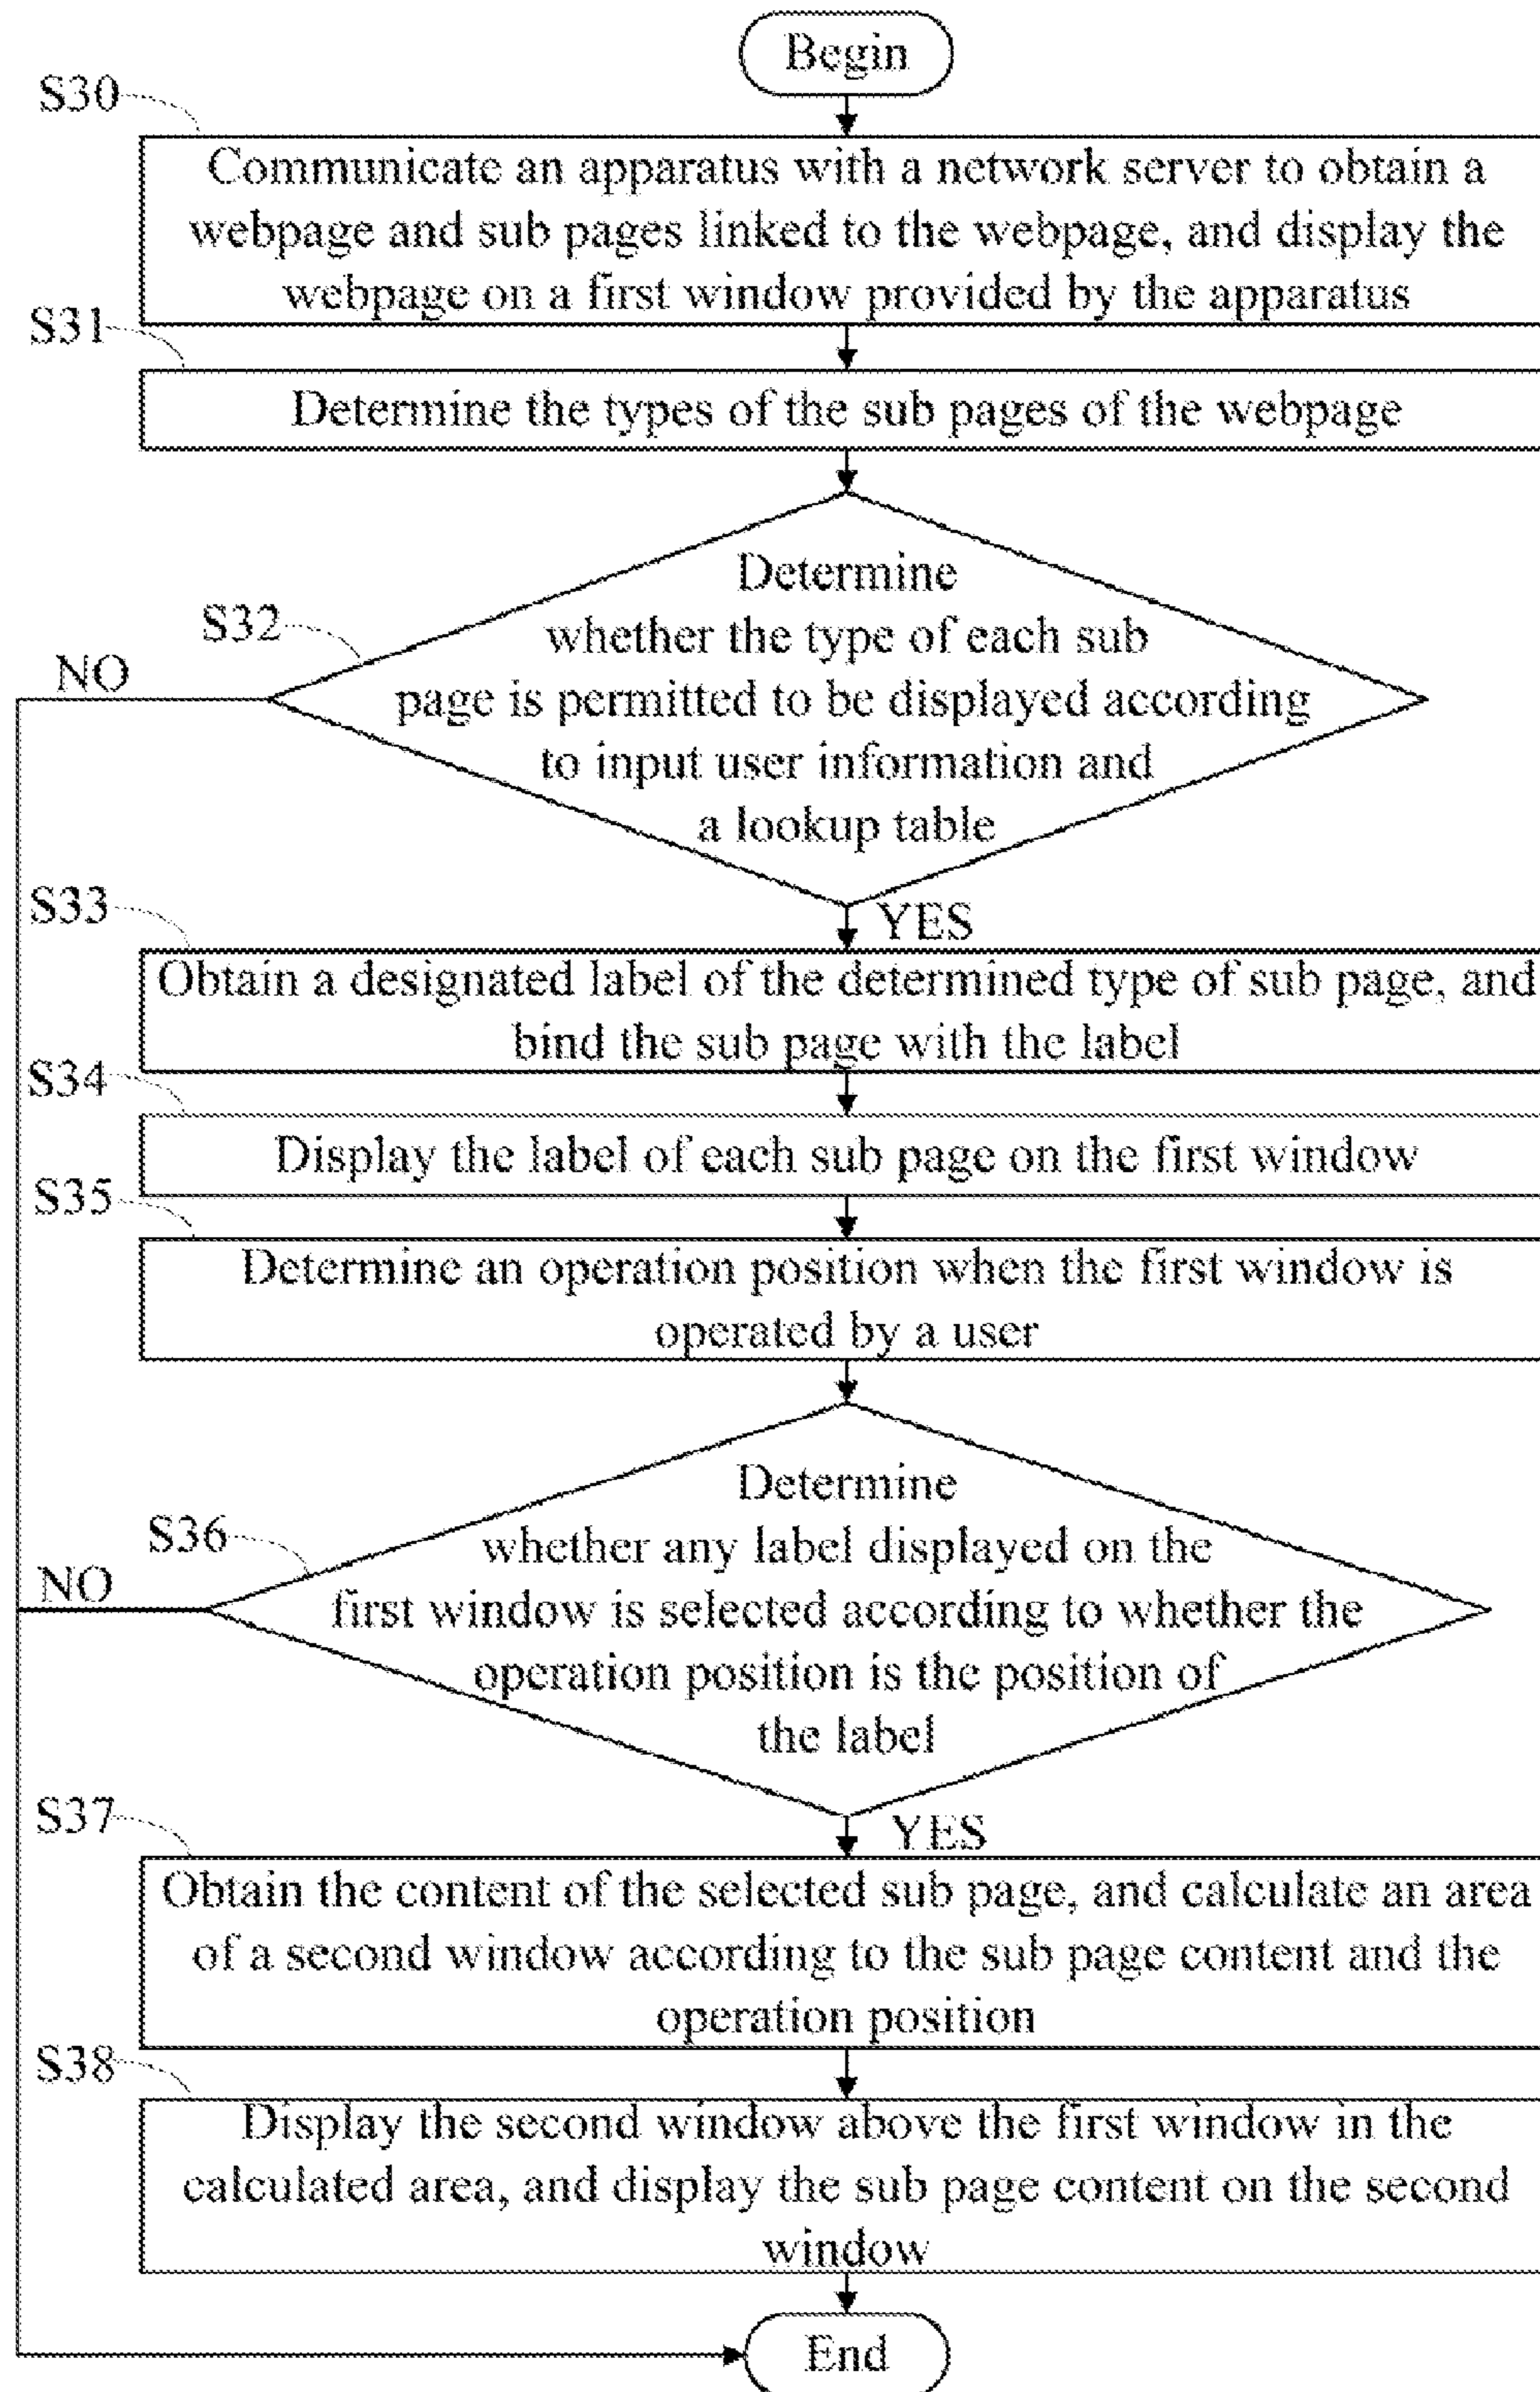 Begin
S30
Communicate an apparatus with a network server to obtain a
webpage and sub pages linked to the webpage, and display the
webpage on a first window provided by the apparatus
S31
Determine the types of the sub pages of the webpage
S32
Determine
whether the type of each sub
page is permitted to be displayed according
to input user information and
a lookup table
NO
YES
S33
Obtain a designated label of the determined type of sub page, and
bind the sub page with the label
S34
Display the label of each sub page on the first window
S35
Determine an operation position when the first window is
operated by a user
S36
Determine
whether any label displayed on the
first window is selected according to whether the
operation position is the position of
the label
NO
YES
S37
Obtain the content of the selected sub page, and calculate an area
of a second window according to the sub page content and the
operation position
S38
Display the second window above the first window in the
calculated area, and display the sub page content on the second
window
End